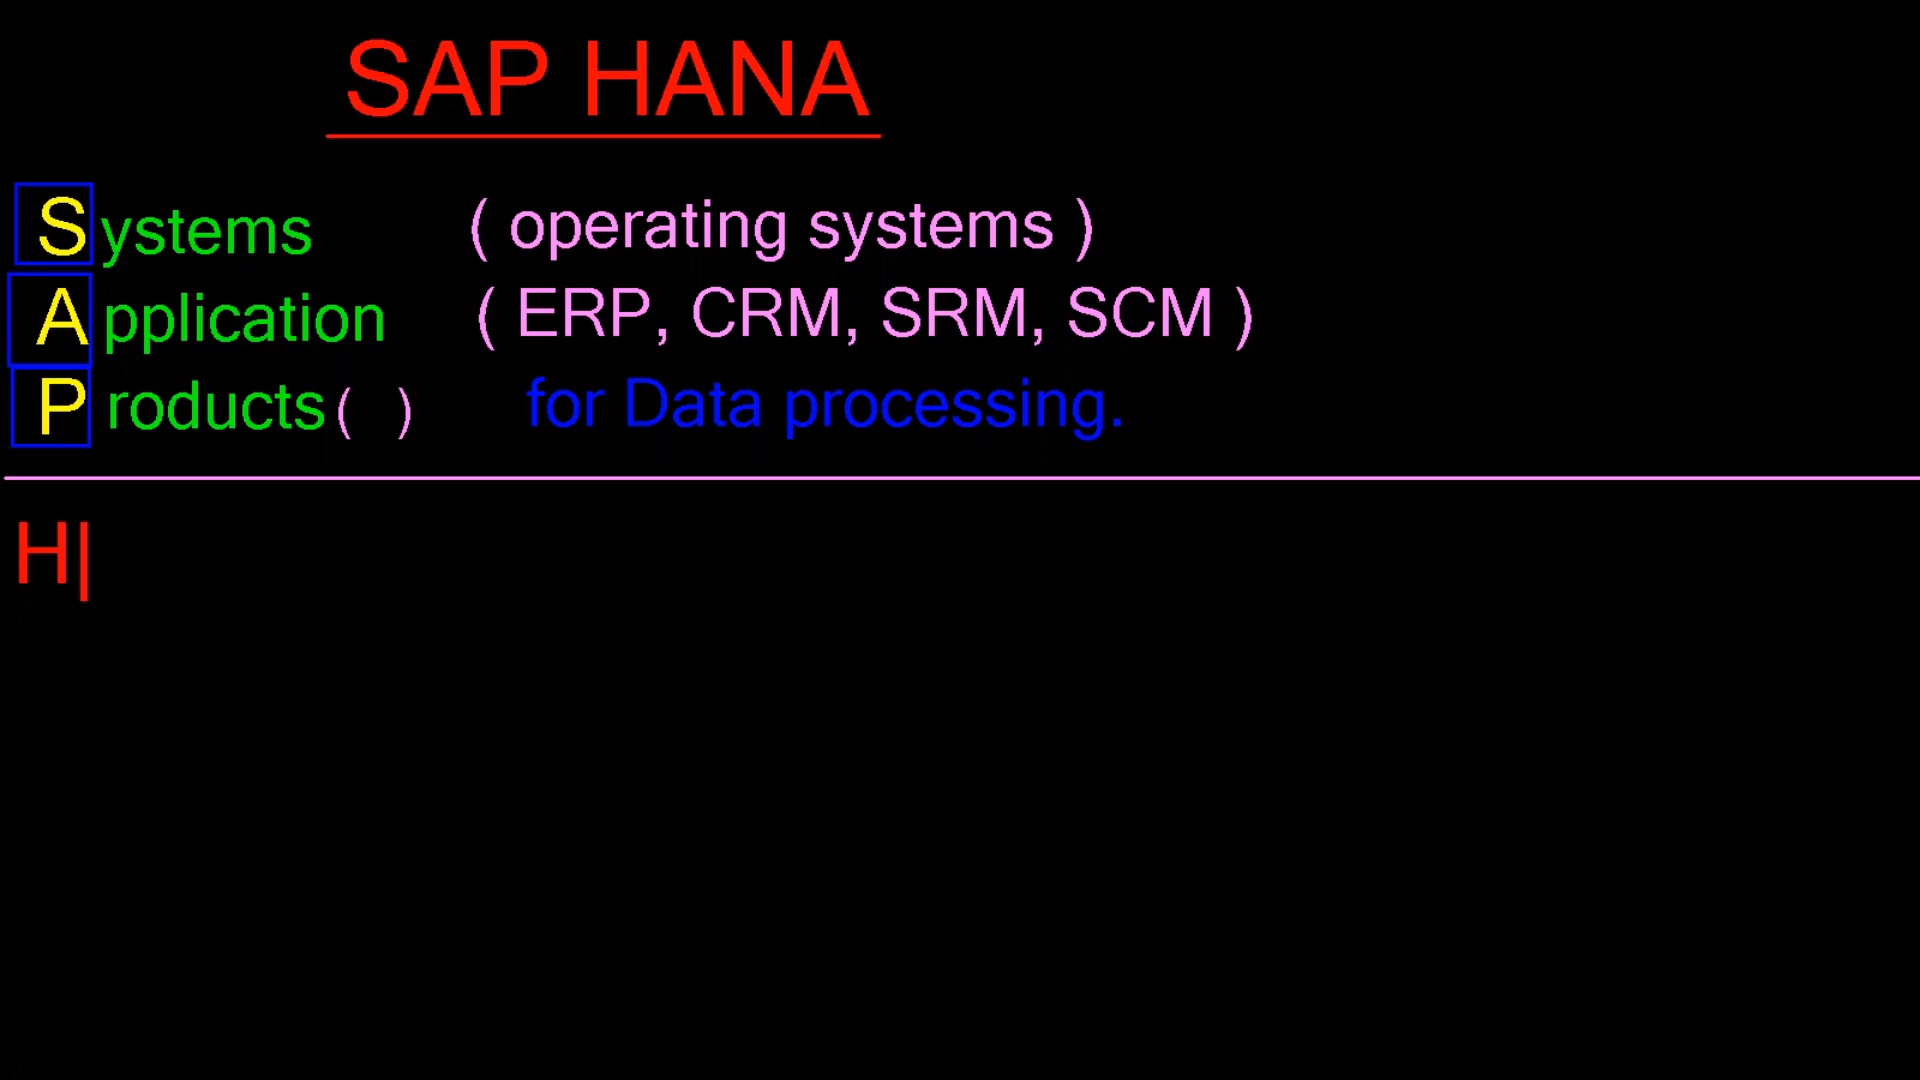 SAP HANA
Systems ( operating systems )
Application ( ERP, CRM, SRM, SCM )
Products ( ) for Data processing.
H